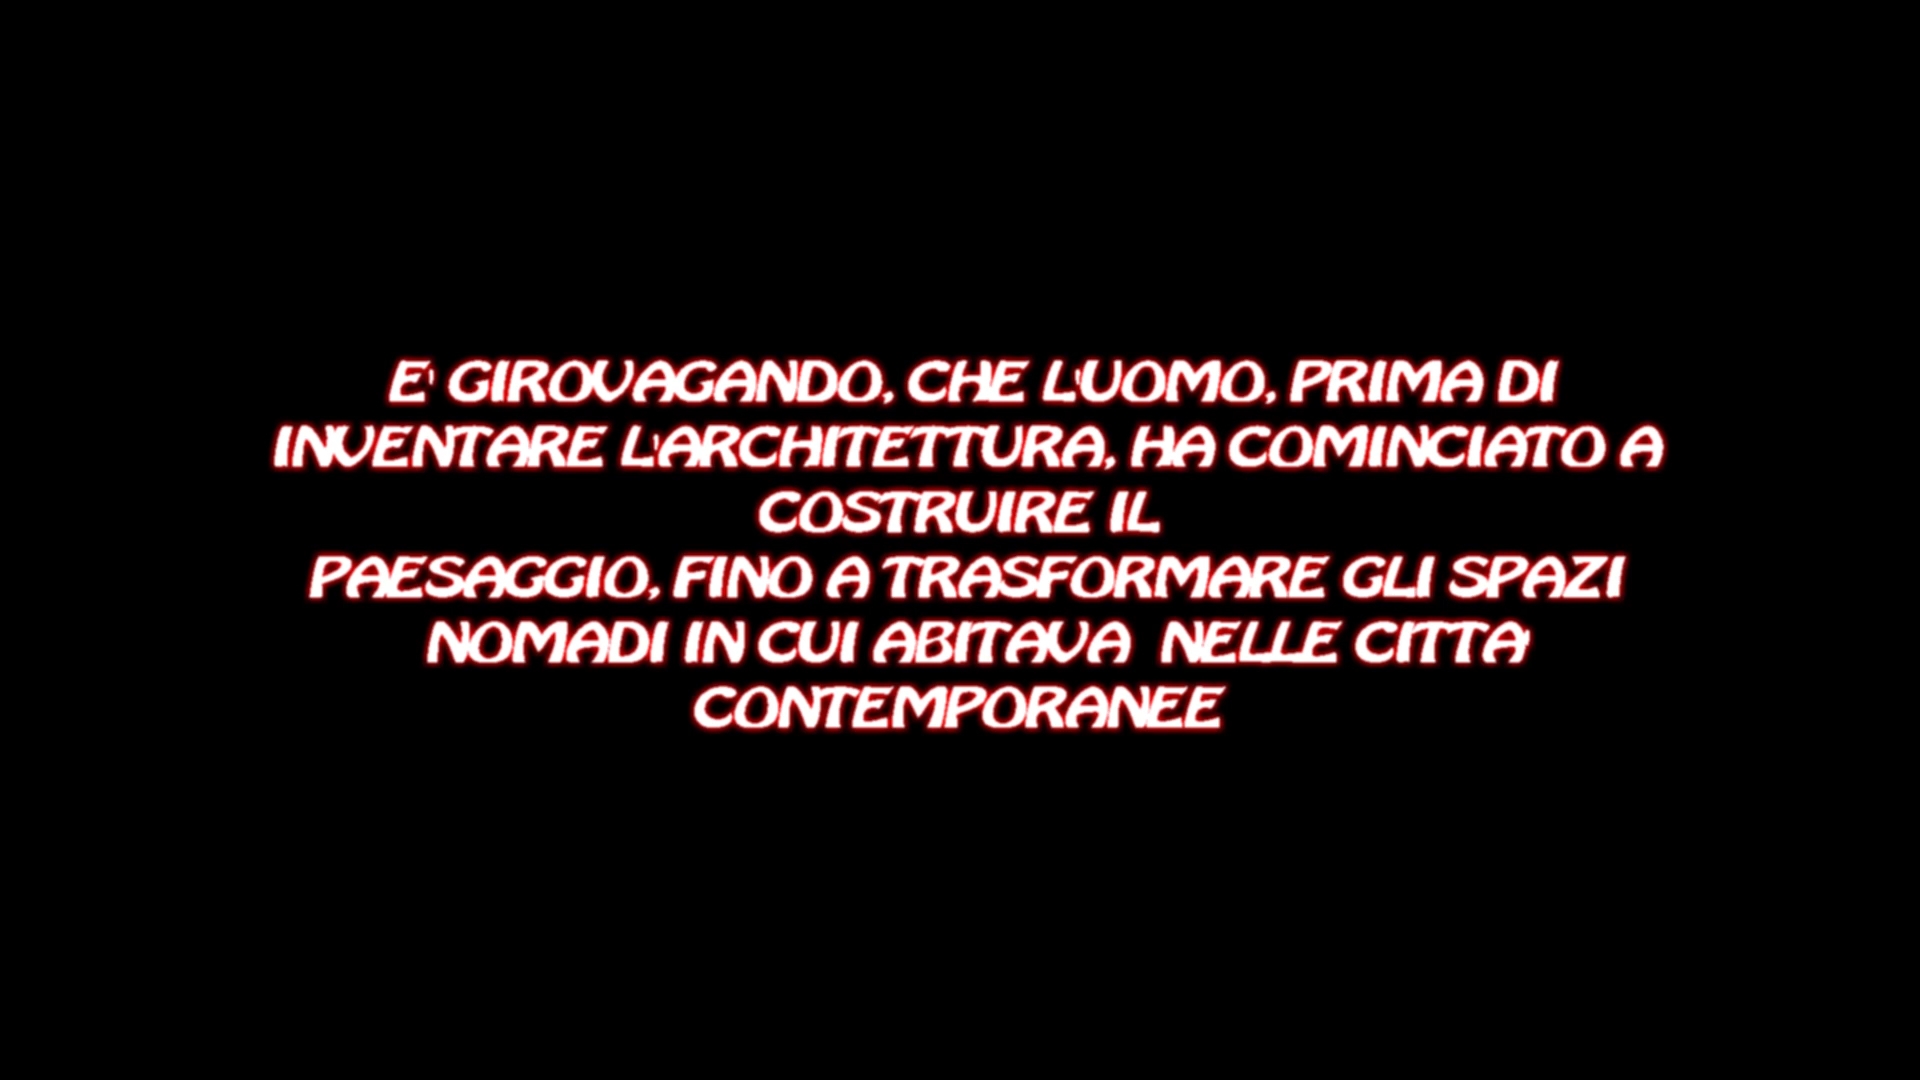 E' GIROVAGANDO, CHE L'UOMO, PRIMA DI
INVENTARE L'ARCHITETTURA, HA COMINCIATO A
COSTRUIRE IL
PAESAGGIO, FINO A TRASFORMARE GLI SPAZI
NOMADI IN CUI ABITAVA  NELLE CITTA'
CONTEMPORANEE